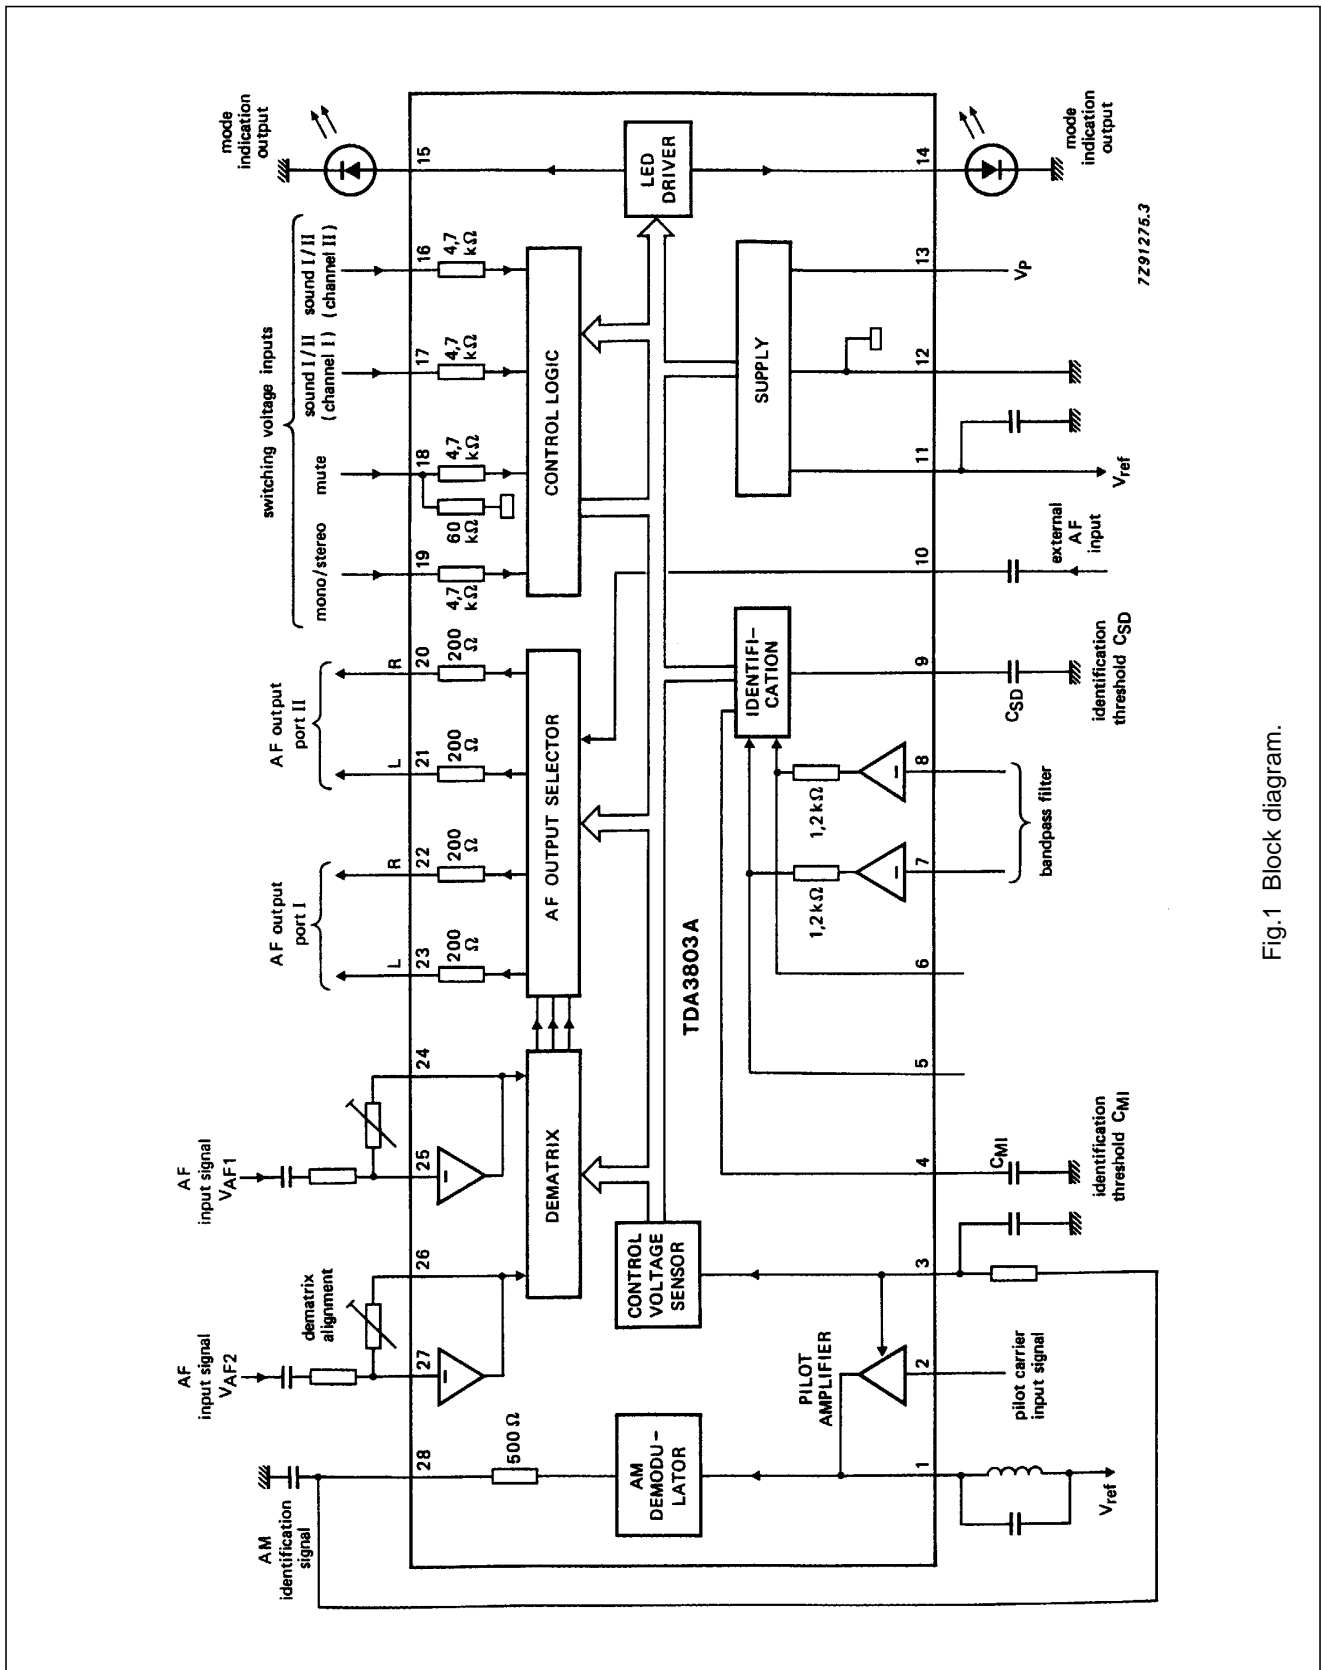 AM
identification
signal
AF
input signal
VAF2
dematrix
alignment
AF
input signal
VAF1
AF output
port I
L
R
AF output
port II
L
R
switching voltage inputs
mono/stereo
mute
sound I/II
(channel I)
sound I/II
(channel II)
mode
indication
output
28
27
26
25
24
23
22
21
20
19
18
17
16
15
500 Ω
200
Ω
200
Ω
200
Ω
200
Ω
4,7
kΩ
60
kΩ
4,7
kΩ
4,7
kΩ
4,7
kΩ
DEMATRIX
AF OUTPUT SELECTOR
CONTROL LOGIC
AM
DEMODU-
LATOR
CONTROL
VOLTAGE
SENSOR
LED
DRIVER
TDA3803A
IDENTIFI-
CATION
SUPPLY
PILOT
AMPLIFIER
1,2 kΩ
1,2 kΩ
1
2
3
4
5
6
7
8
9
10
11
12
13
14
Vref
pilot carrier
input signal
CMI
identification
threshold CMI
bandpass filter
CSD
identification
threshold CSD
external
AF
input
Vref
VP
mode
indication
output
7Z91275.3
Fig.1 Block diagram.